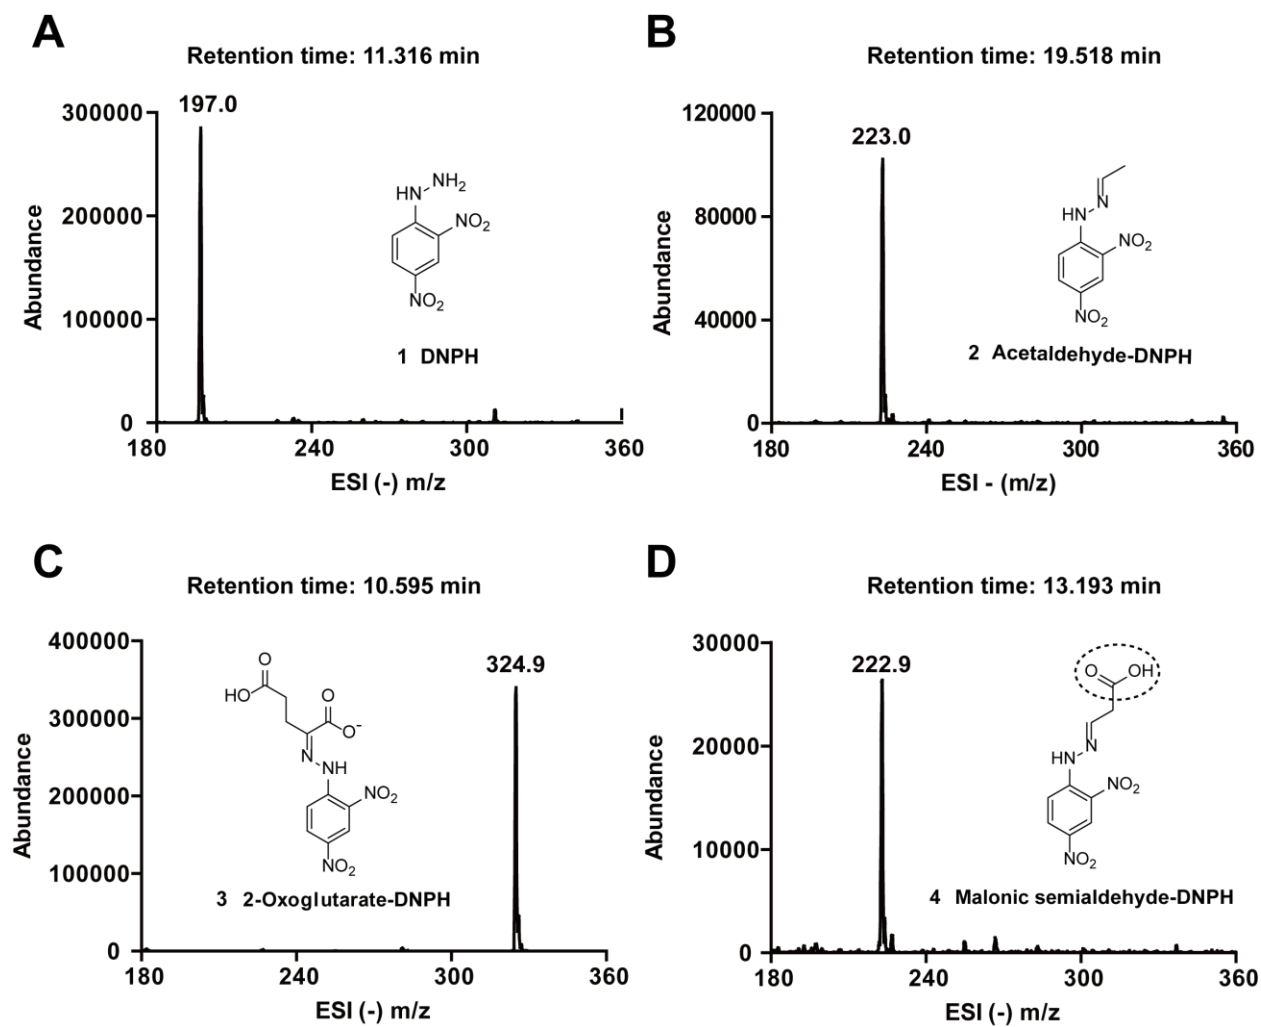 A
Retention time: 11.316 min
197.0
300000
200000
100000
0
Abundance
HN
NH2
NO2
NO2
1 DNPH
180
240
300
360
ESI (-) m/z
B
Retention time: 19.518 min
223.0
120000
80000
40000
0
Abundance
N
HN
NO2
NO2
2 Acetaldehyde-DNPH
180
240
300
360
ESI - (m/z)
C
Retention time: 10.595 min
324.9
400000
300000
200000
100000
0
Abundance
O
HO
O
O-
N
NH
NO2
NO2
3 2-Oxoglutarate-DNPH
180
240
300
360
ESI (-) m/z
D
Retention time: 13.193 min
222.9
30000
20000
10000
0
Abundance
O
OH
N
HN
NO2
NO2
4 Malonic semialdehyde-DNPH
180
240
300
360
ESI (-) m/z